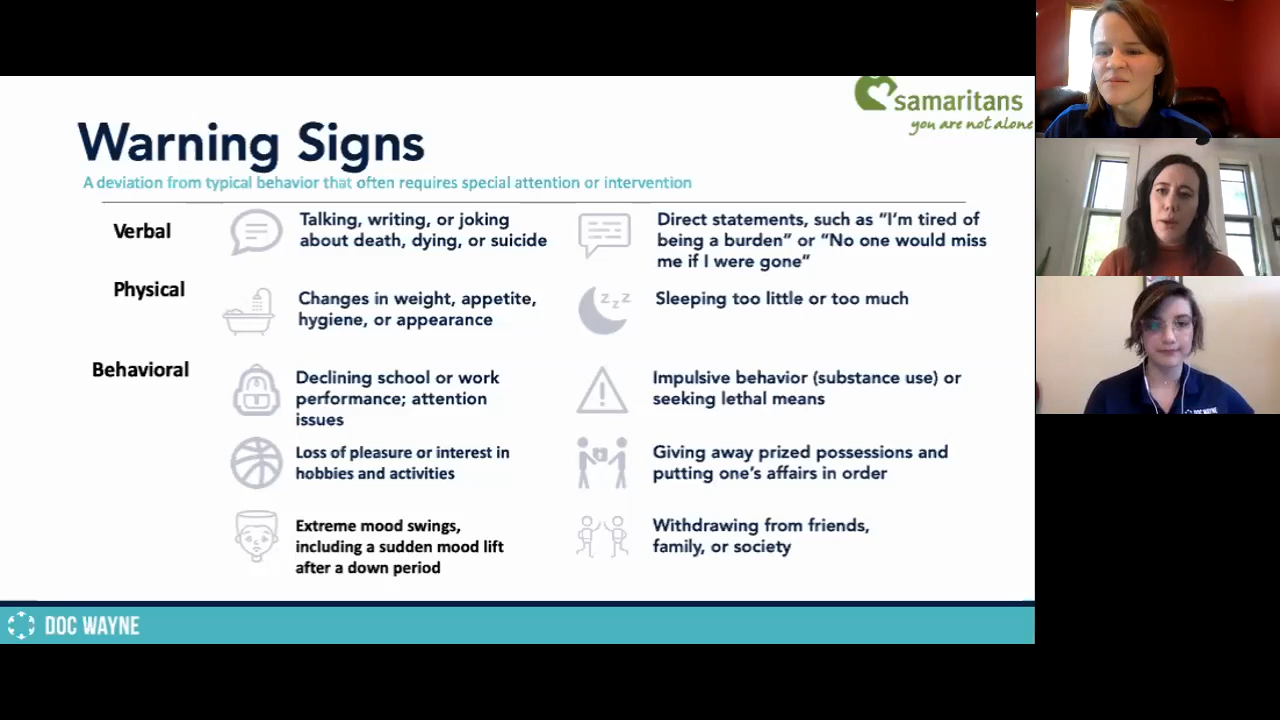 samaritans
you are not alone
Warning Signs
A deviation from typical behavior that often requires special attention or intervention
Verbal
Talking, writing, or joking
about death, dying, or suicide
Direct statements, such as “I’m tired of
being a burden” or “No one would miss
me if I were gone”
Physical
Changes in weight, appetite,
hygiene, or appearance
z z z
Sleeping too little or too much
Behavioral
Declining school or work
performance; attention
issues
Impulsive behavior (substance use) or
seeking lethal means
Loss of pleasure or interest in
hobbies and activities
Giving away prized possessions and
putting one’s affairs in order
Extreme mood swings,
including a sudden mood lift
after a down period
Withdrawing from friends,
family, or society
DOC WAYNE
DOC WAYNE